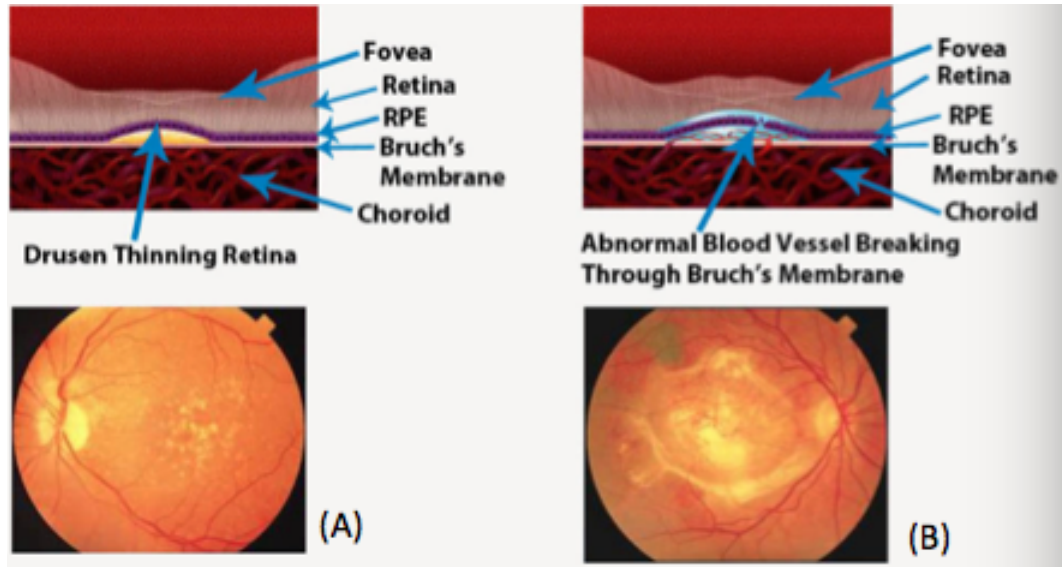 Fovea
Retina
RPE
Bruch's
Membrane
Choroid
Drusen Thinning Retina
(A)
Fovea
Retina
RPE
Bruch's
Membrane
Choroid
Abnormal Blood Vessel Breaking
Through Bruch's Membrane
(B)